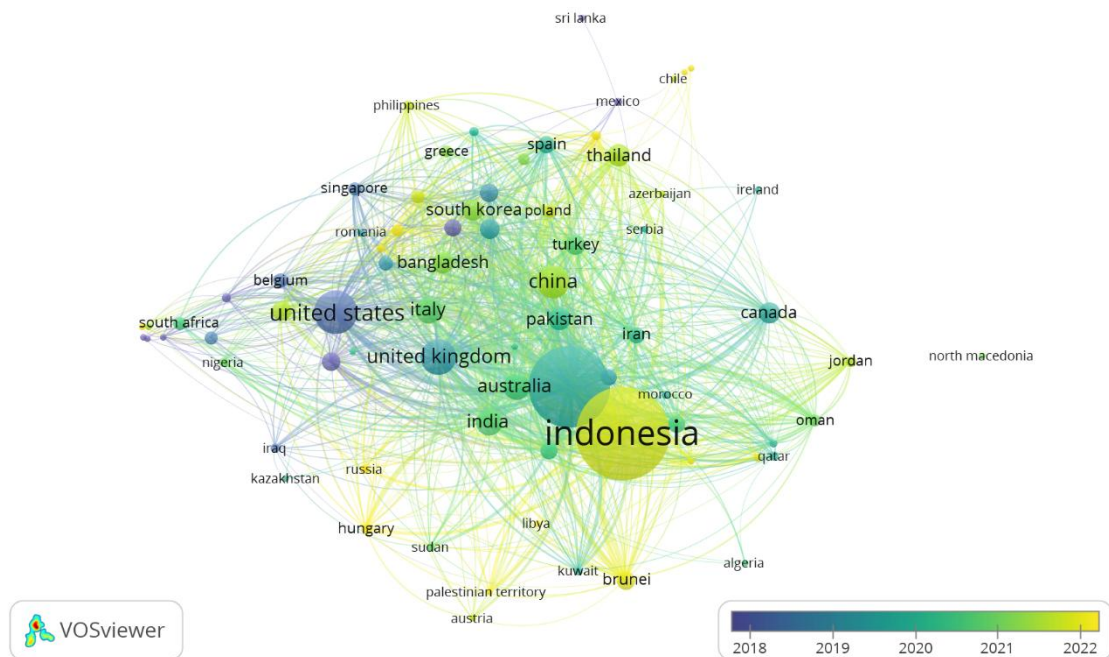 sri lanka
chile
mexico
philippines
spain
greece
thailand
singapore
azerbaijan
ireland
south korea
poland
romania
serbia
turkey
bangladesh
belgium
china
united states
italy
canada
south africa
pakistan
iran
united kingdom
north macedonia
nigeria
jordan
australia
morocco
india
oman
indonesia
iraq
qatar
russia
kazakhstan
hungary
libya
sudan
algeria
kuwait
brunei
palestinian territory
austria
VOSviewer
2018 2019 2020 2021 2022